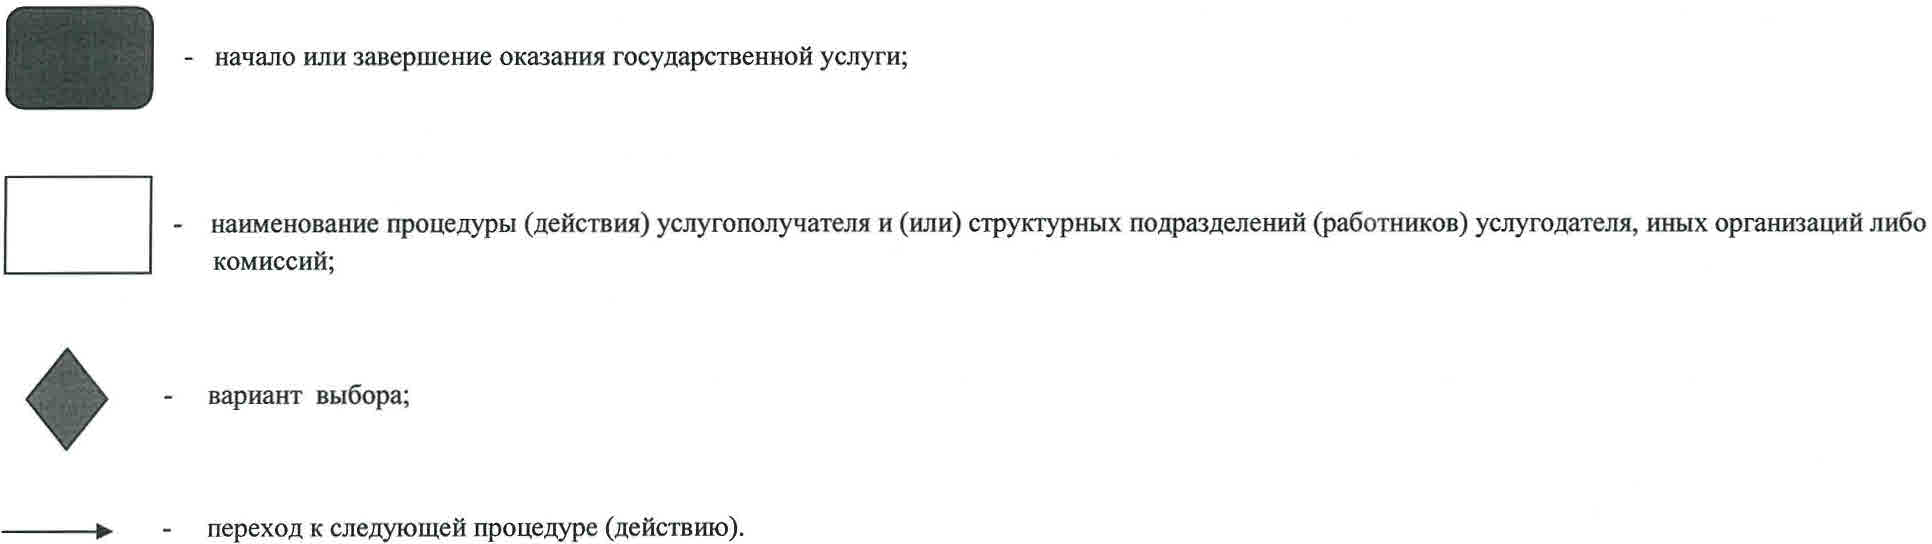 - начало или завершение оказания государственной услуги;
- наименование процедуры (действия) услугополучателя и (или) структурных подразделений (работников) услугодателя, иных организаций либо
комиссий;
- вариант выбора;
- переход к следующей процедуре (действию).